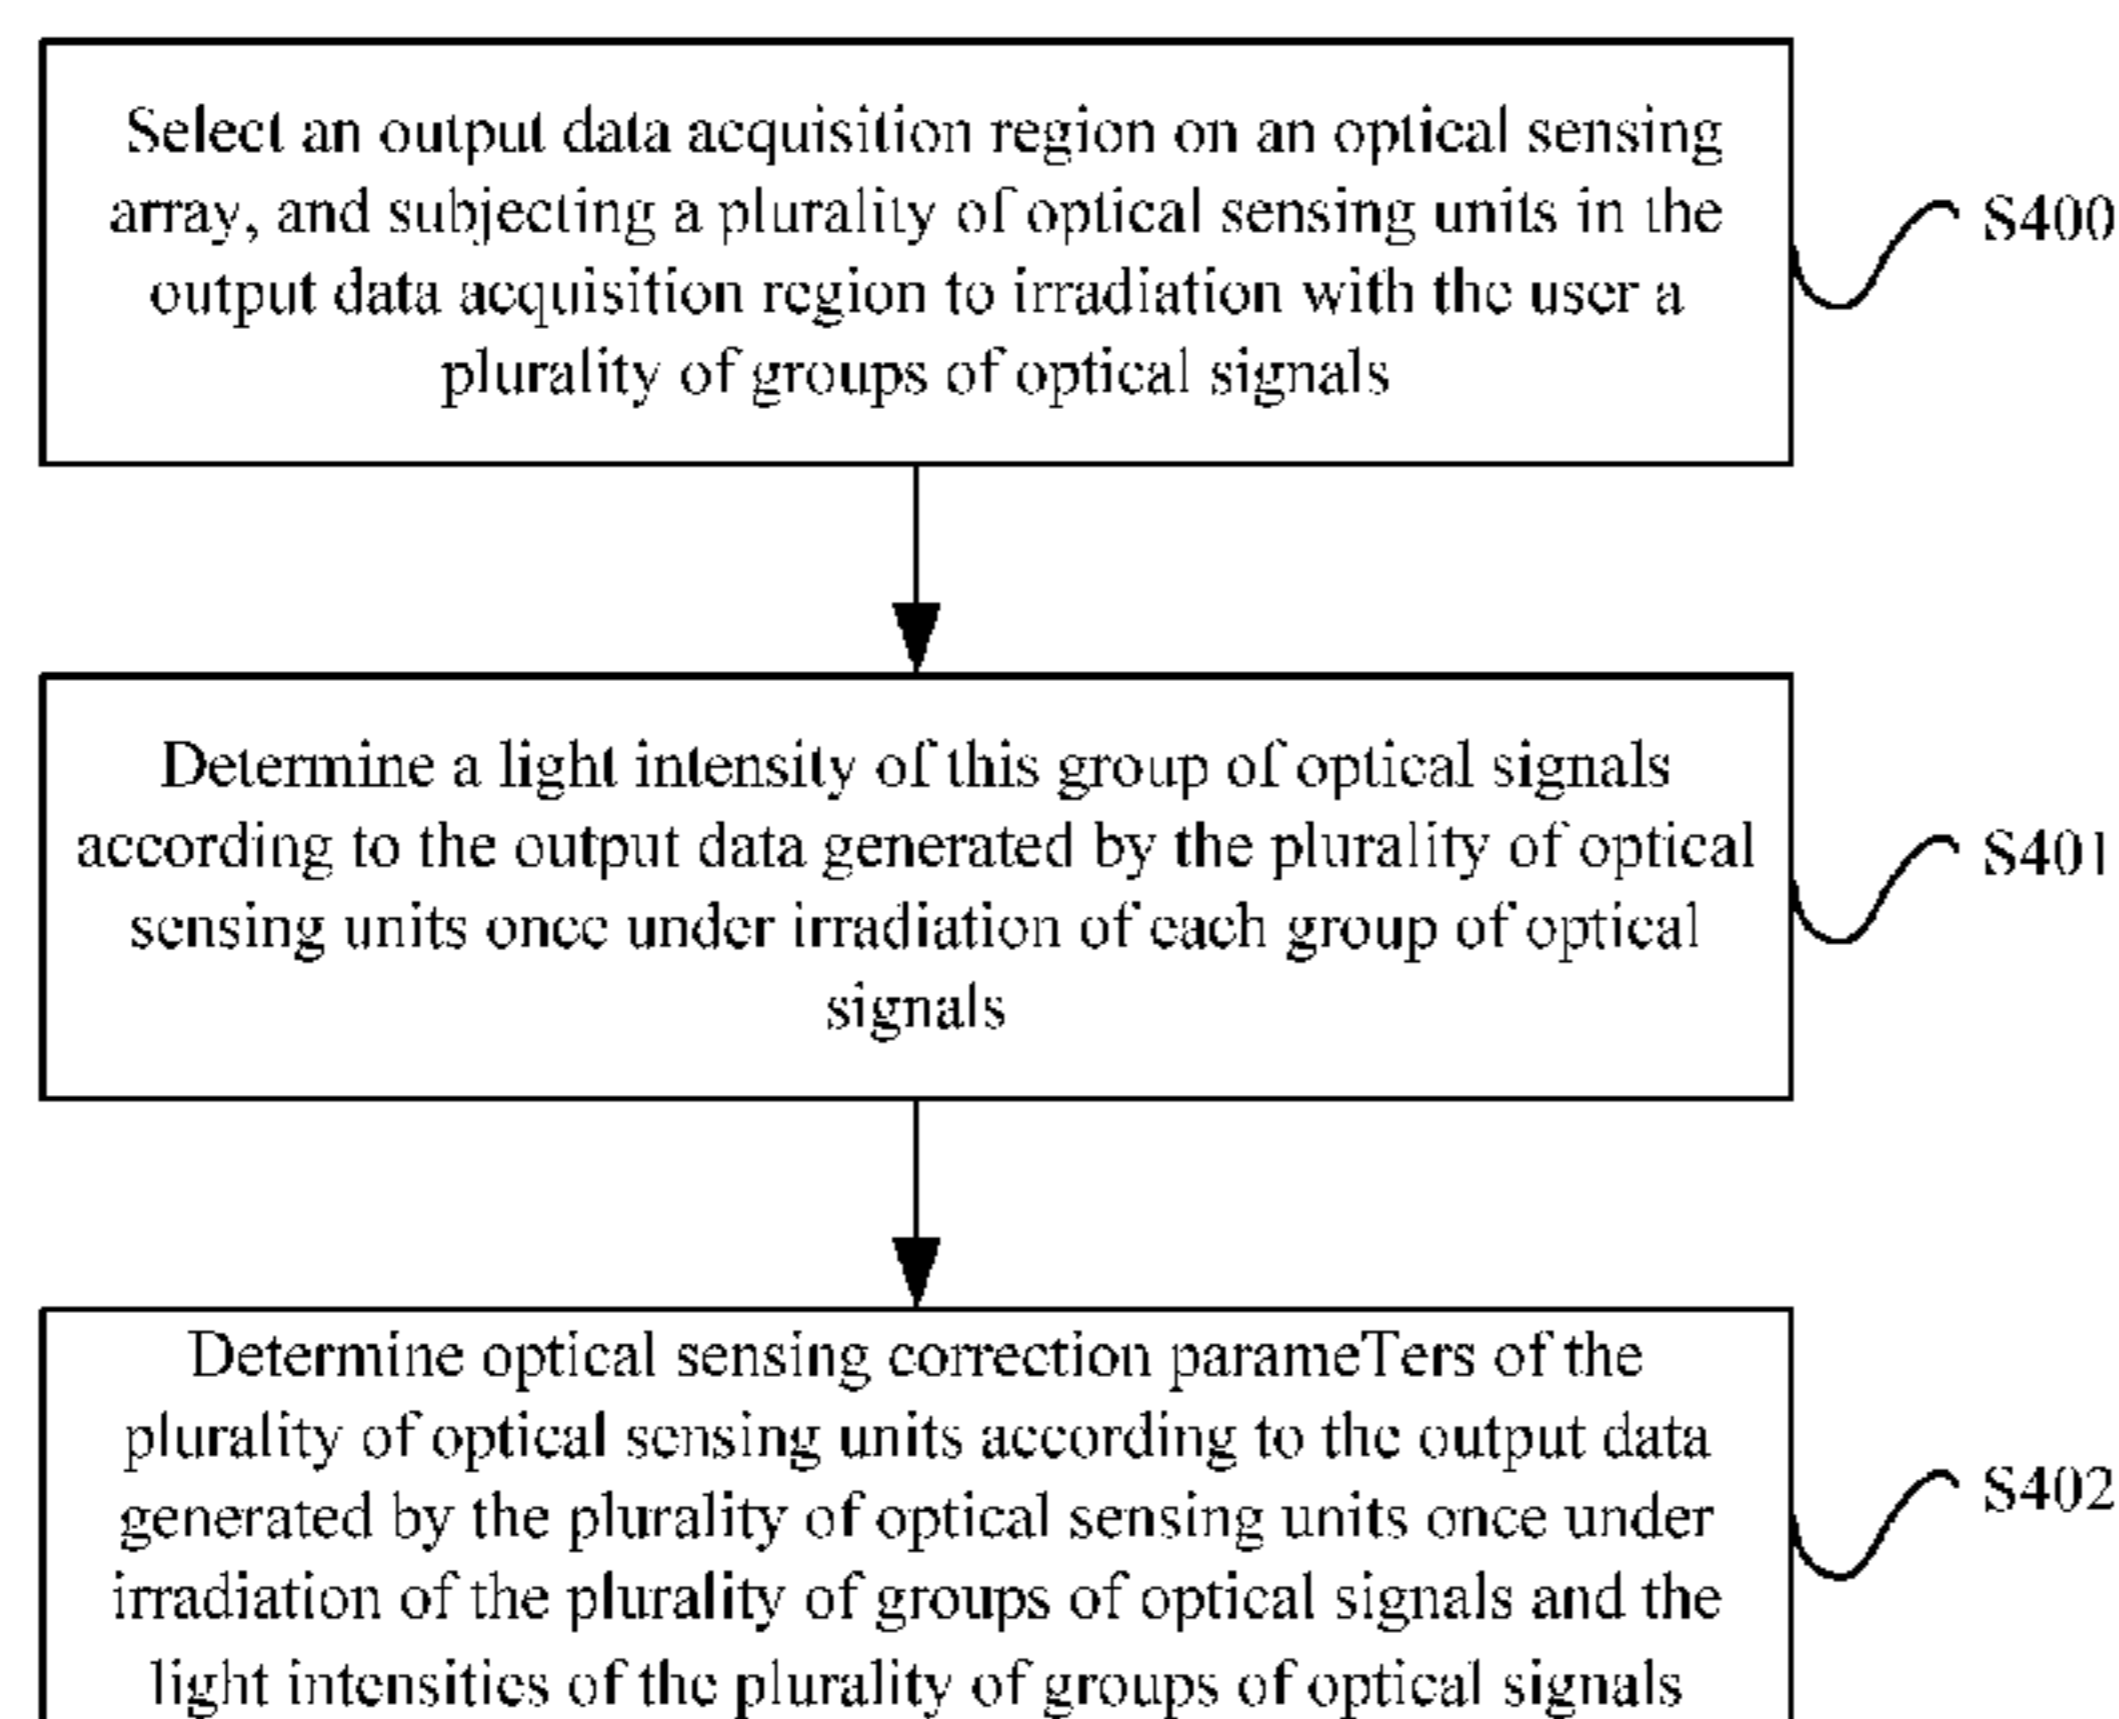 Select an output data acquisition region on an optical sensing
array, and subjecting a plurality of optical sensing units in the
output data acquisition region to irradiation with the user a
plurality of groups of optical signals
S400
Determine a light intensity of this group of optical signals
according to the output data generated by the plurality of optical
sensing units once under irradiation of each group of optical
signals
S401
Determine optical sensing correction parameTers of the
plurality of optical sensing units according to the output data
generated by the plurality of optical sensing units once under
irradiation of the plurality of groups of optical signals and the
light intensities of the plurality of groups of optical signals
S402